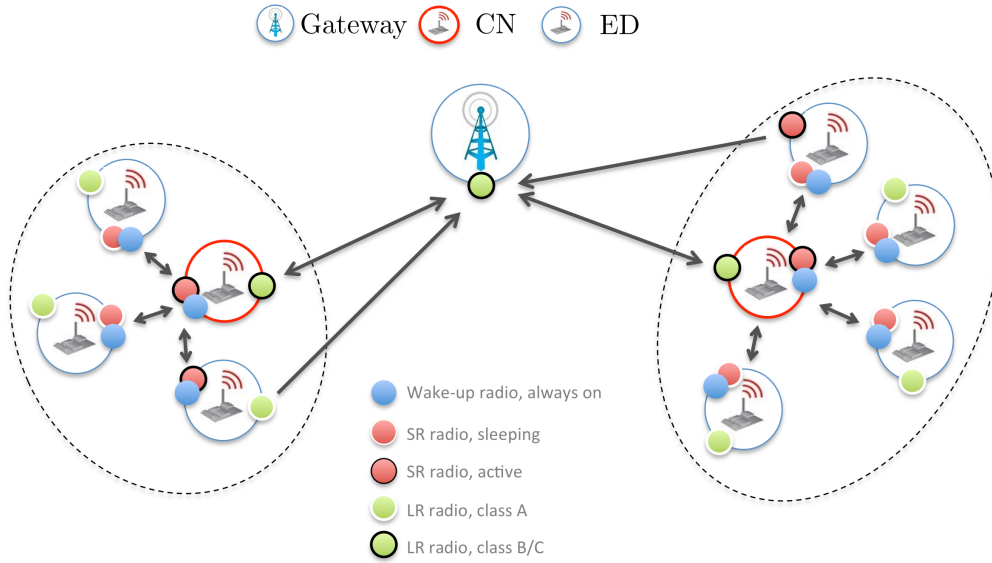 Gateway CN ED
Wake-up radio, always on
SR radio, sleeping
SR radio, active
LR radio, class A
LR radio, class B/C